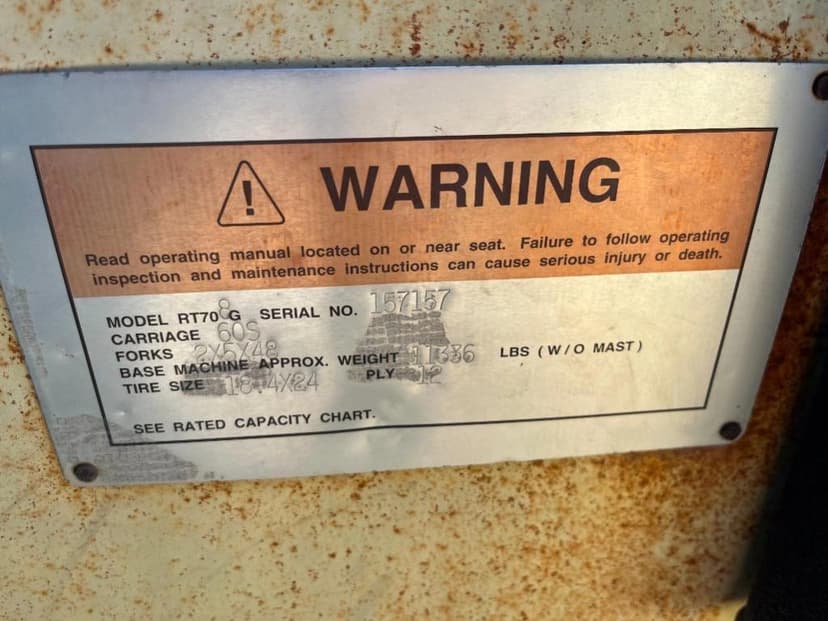 WARNING
Read operating manual located on or near seat. Failure to follow operating
inspection and maintenance instructions can cause serious injury or death.
MODEL RT708G SERIAL NO. 157157
CARRIAGE 60S
FORKS 2X5X48
BASE MACHINE APPROX. WEIGHT 11336 LBS (W/O MAST)
TIRE SIZE 18.4X24 PLY 12
SEE RATED CAPACITY CHART.